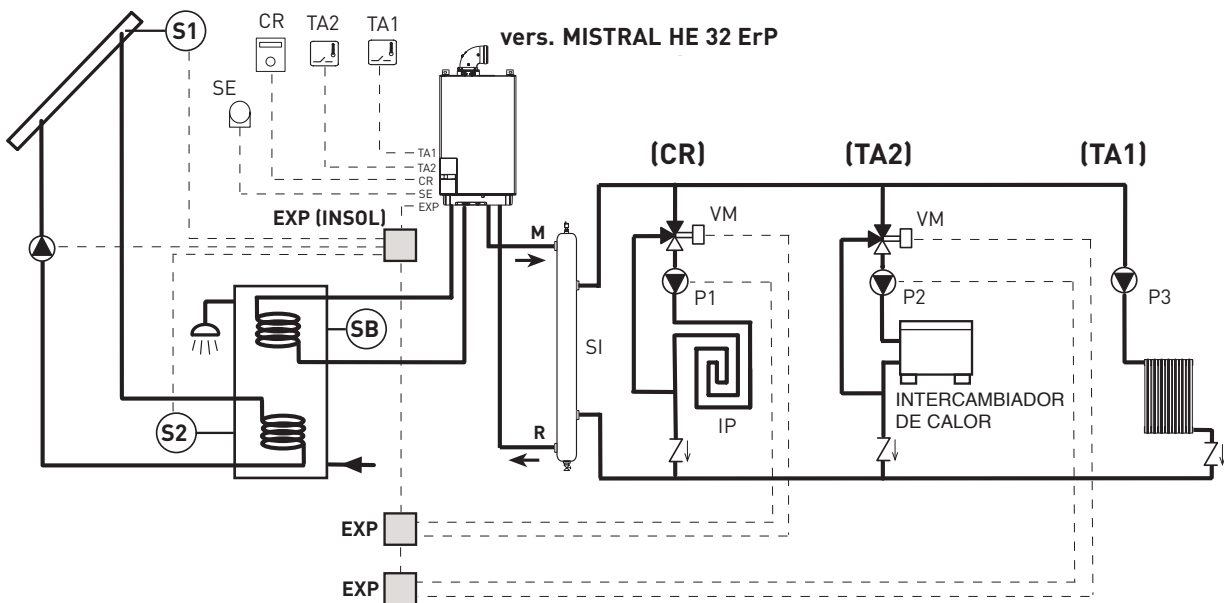 S1
CR
TA2
TA1
vers. MISTRAL HE 32 ErP
SE
TA1
TA2
CR
SE
EXP
EXP (INSOL)
(CR)
(TA2)
(TA1)
M
VM
VM
P1
P2
P3
SB
SI
S2
R
IP
INTERCAMBIADOR
DE CALOR
EXP
EXP